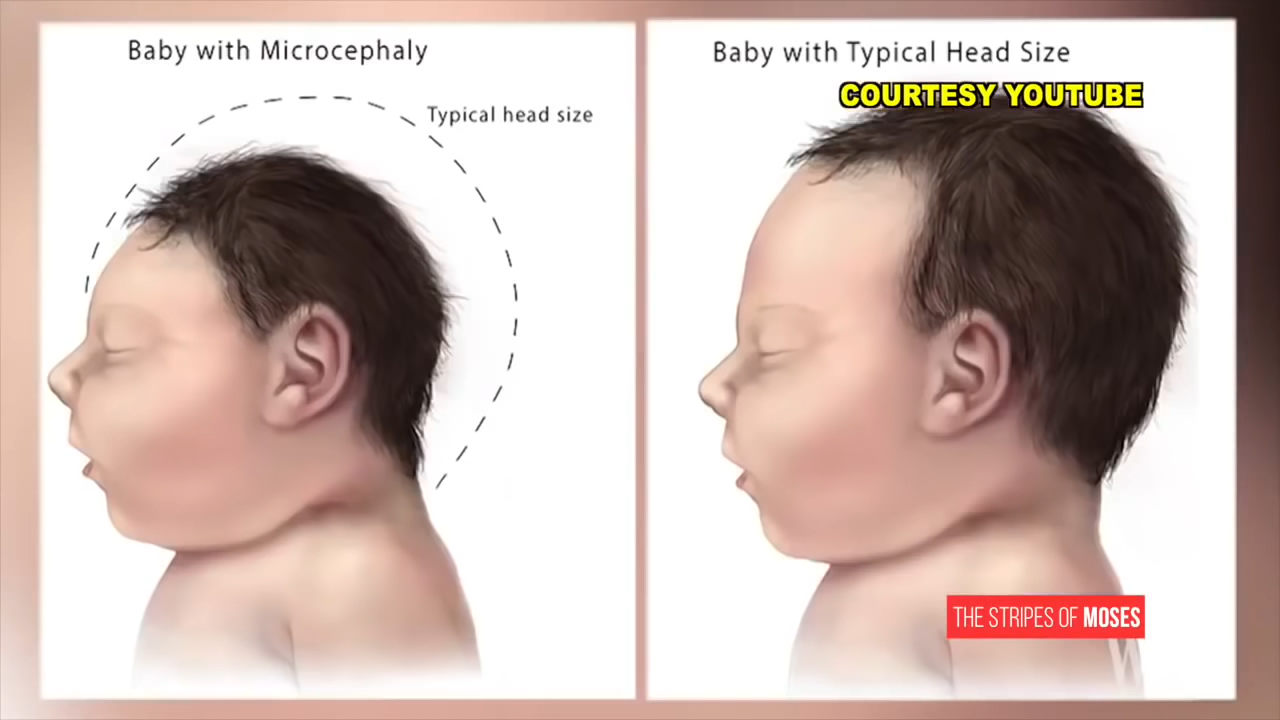 Baby with Microcephaly
Typical head size
Baby with Typical Head Size
COURTESY YOUTUBE
THE STRIPES OF MOSES